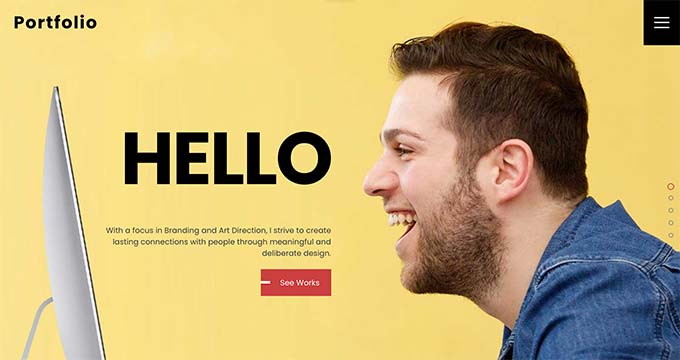 Portfolio
HELLO
With a focus in Branding and Art Direction, I strive to create
lasting connections with people through meaningful and
deliberate design.
See Works